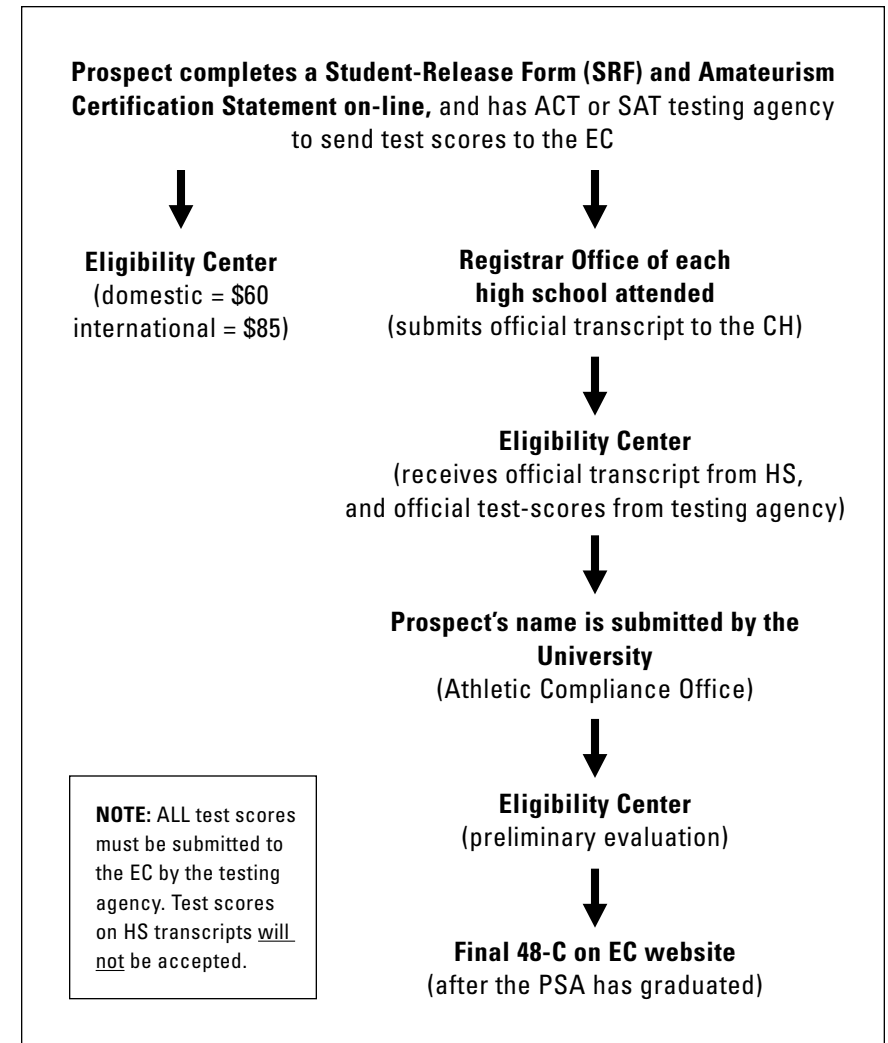 Prospect completes a Student-Release Form (SRF) and Amateurism
Certification Statement on-line, and has ACT or SAT testing agency
to send test scores to the EC
Eligibility Center
(domestic = $60
international = $85)
Registrar Office of each
high school attended
(submits official transcript to the CH)
Eligibility Center
(receives official transcript from HS,
and official test-scores from testing agency)
Prospect’s name is submitted by the
University
(Athletic Compliance Office)
Eligibility Center
(preliminary evaluation)
Final 48-C on EC website
(after the PSA has graduated)
NOTE: ALL test scores
must be submitted to
the EC by the testing
agency. Test scores
on HS transcripts will
not be accepted.